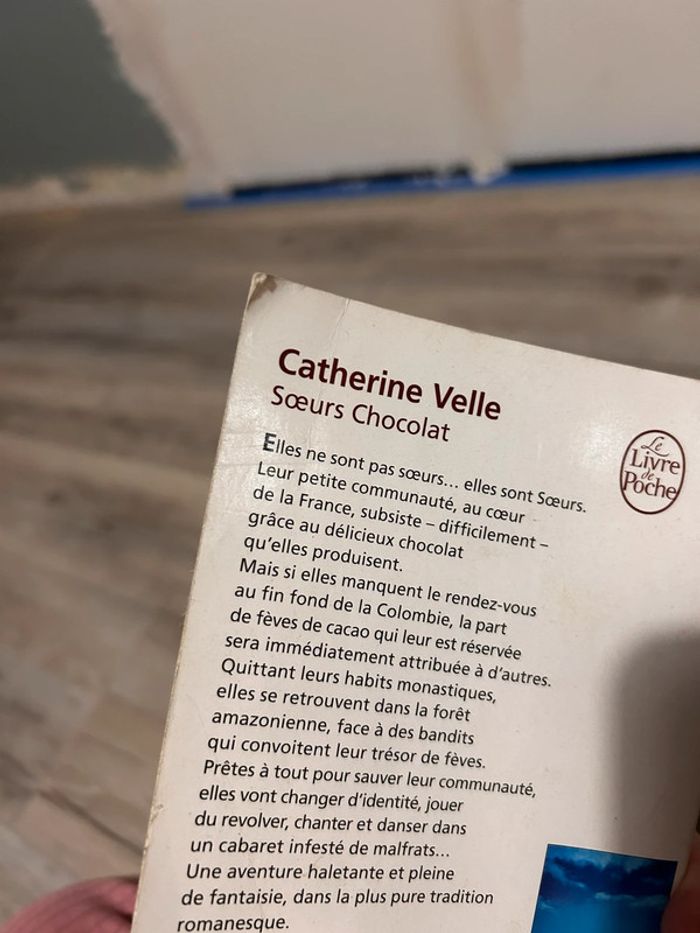 Catherine Velle
Sœurs Chocolat
Le
Livre
de
Poche
Elles ne sont pas sœurs... elles sont Sœurs.
Leur petite communauté, au cœur
de la France, subsiste – difficilement –
grâce au délicieux chocolat
qu'elles produisent.
Mais si elles manquent le rendez-vous
au fin fond de la Colombie, la part
de fèves de cacao qui leur est réservée
sera immédiatement attribuée à d'autres.
Quittant leurs habits monastiques,
elles se retrouvent dans la forêt
amazonienne, face à des bandits
qui convoitent leur trésor de fèves.
Prêtes à tout pour sauver leur communauté,
elles vont changer d'identité, jouer
du revolver, chanter et danser dans
un cabaret infesté de malfrats...
Une aventure haletante et pleine
de fantaisie, dans la plus pure tradition
romanesque.